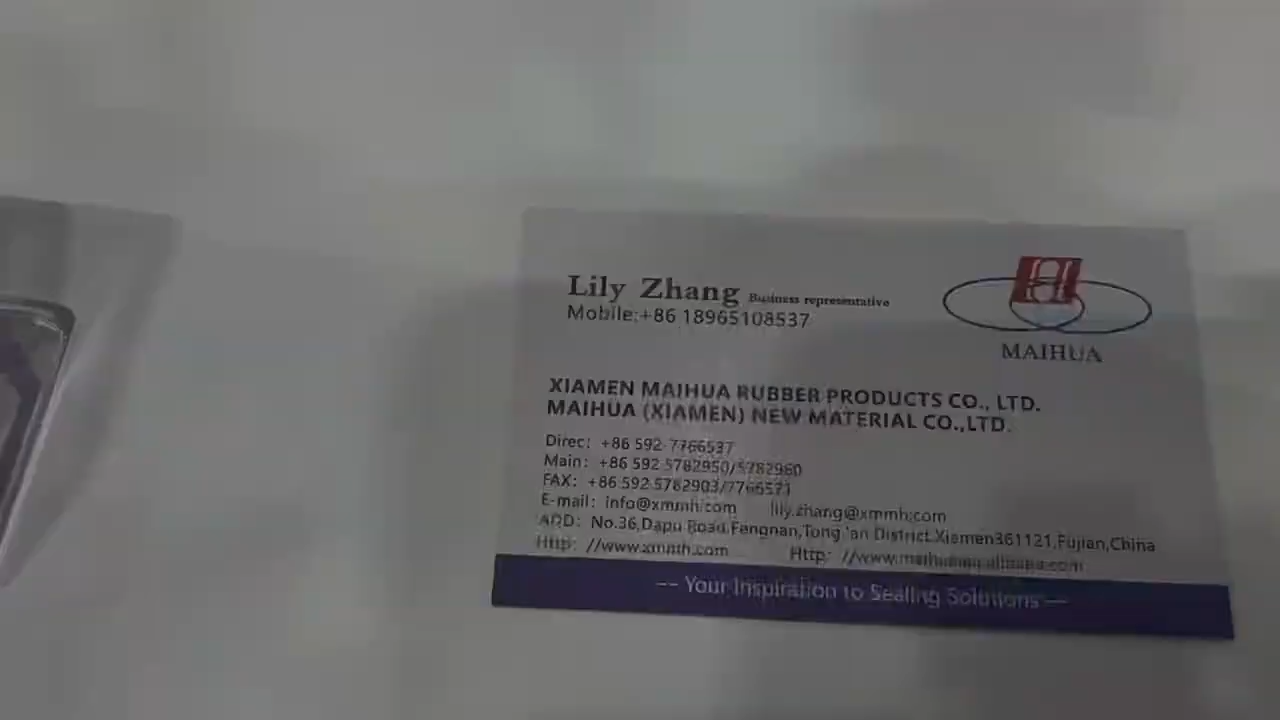 Lily Zhang Business representative
Mobile:+86 18965108537
MAIHUA
XIAMEN MAIHUA RUBBER PRODUCTS CO., LTD.
MAIHUA (XIAMEN) NEW MATERIAL CO.,LTD.
Direc: +86 592-7766537
Main: +86 592 5782950/5782960
FAX: +86 592 5782903/7766571
E-mail: info@xmmh.com lily.zhang@xmmh.com
ADD: No.36,Dapu Road,Fengnan,Tong'an District,Xiamen361121,Fujian,China
Http: //www.xmmh.com Http:
-- Your Inspiration to Sealing Solutions --